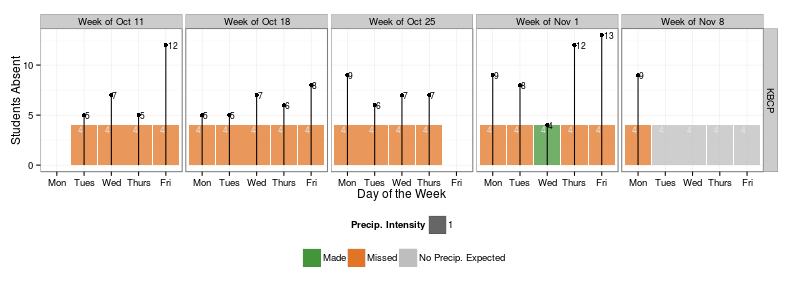 Week of Oct 11 Week of Oct 18 Week of Oct 25 Week of Nov 1 Week of Nov 8
KBCP
Students Absent
10
5
0
5 7 5 12
4 4 4 4
5 5 7 6 8
4 4 4 4 4
9 6 7 7
4 4 4 4
9 8 4 12 13
4 4 4 4
9
4 4 4 4 4
Mon Tues Wed Thurs Fri Mon Tues Wed Thurs Fri Mon Tues Wed Thurs Fri Mon Tues Wed Thurs Fri Mon Tues Wed Thurs Fri
Day of the Week
Precip. Intensity 1
Made Missed No Precip. Expected